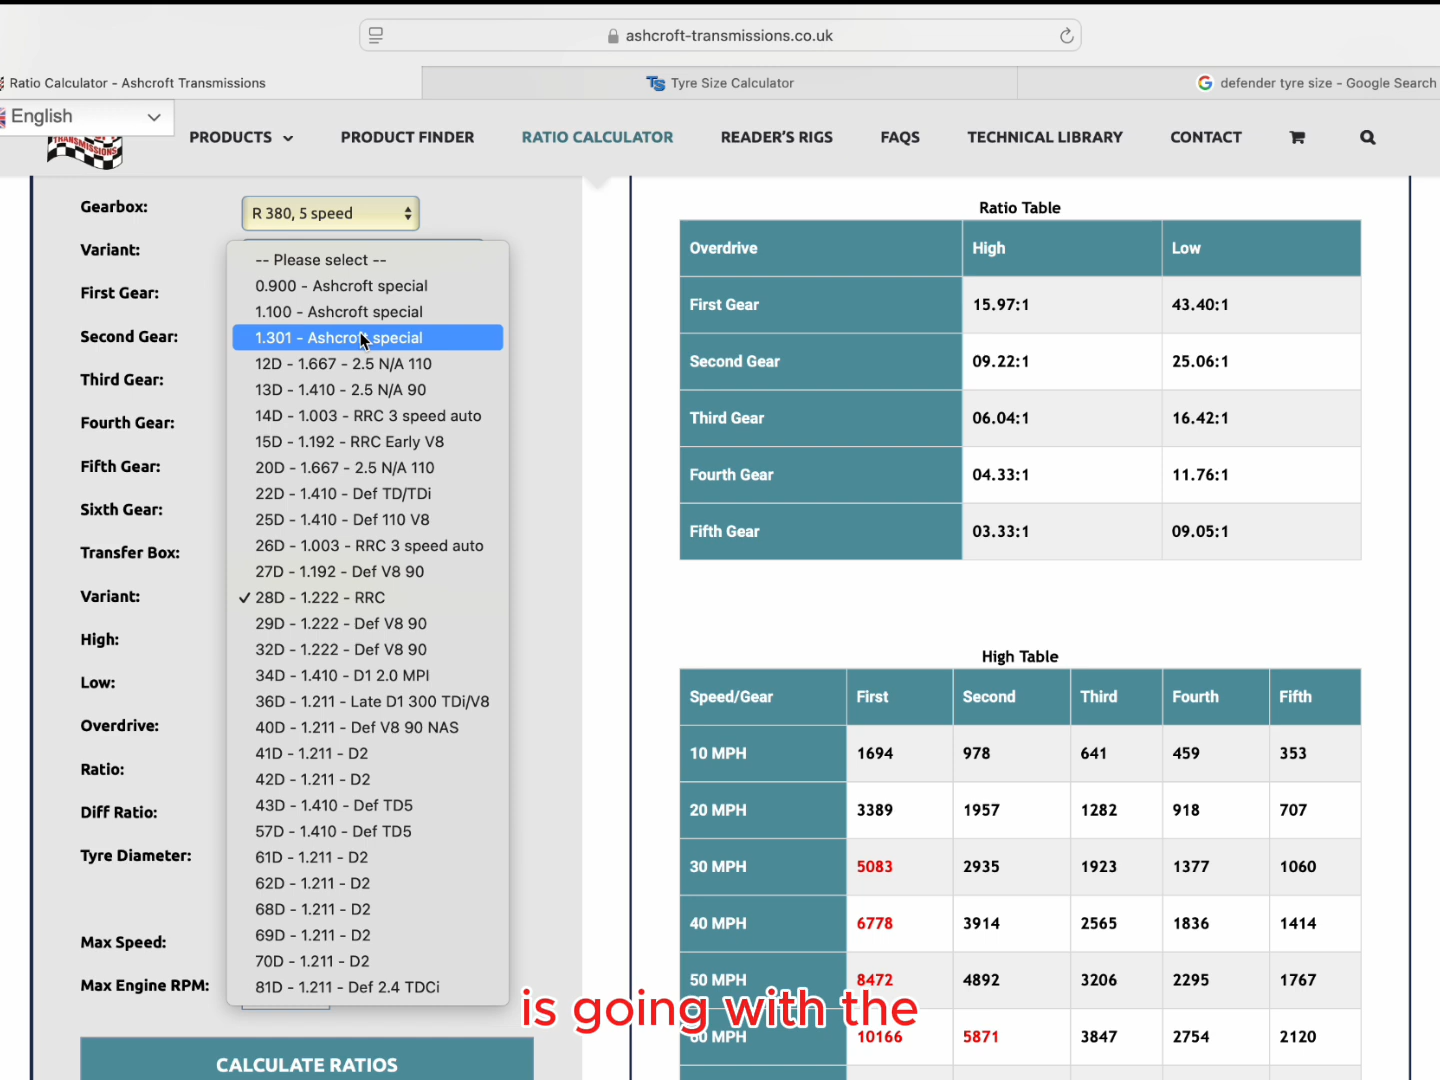 ashcroft-transmissions.co.uk
Ratio Calculator - Ashcroft Transmissions
TS Tyre Size Calculator
G defender tyre size - Google Search
English
TRANSMISSIONS
PRODUCTS
PRODUCT FINDER
RATIO CALCULATOR
READER'S RIGS
FAQS
TECHNICAL LIBRARY
CONTACT
Gearbox:
R 380, 5 speed
Variant:
First Gear:
Second Gear:
Third Gear:
Fourth Gear:
Fifth Gear:
Sixth Gear:
Transfer Box:
Variant:
High:
Low:
Overdrive:
Ratio:
Diff Ratio:
Tyre Diameter:
Max Speed:
Max Engine RPM:
-- Please select --
0.900 - Ashcroft special
1.100 - Ashcroft special
1.301 - Ashcroft special
12D - 1.667 - 2.5 N/A 110
13D - 1.410 - 2.5 N/A 90
14D - 1.003 - RRC 3 speed auto
15D - 1.192 - RRC Early V8
20D - 1.667 - 2.5 N/A 110
22D - 1.410 - Def TD/TDi
25D - 1.410 - Def 110 V8
26D - 1.003 - RRC 3 speed auto
27D - 1.192 - Def V8 90
✓ 28D - 1.222 - RRC
29D - 1.222 - Def V8 90
32D - 1.222 - Def V8 90
34D - 1.410 - D1 2.0 MPI
36D - 1.211 - Late D1 300 TDi/V8
40D - 1.211 - Def V8 90 NAS
41D - 1.211 - D2
42D - 1.211 - D2
43D - 1.410 - Def TD5
57D - 1.410 - Def TD5
61D - 1.211 - D2
62D - 1.211 - D2
68D - 1.211 - D2
69D - 1.211 - D2
70D - 1.211 - D2
81D - 1.211 - Def 2.4 TDCi
CALCULATE RATIOS
Ratio Table
Overdrive High Low
First Gear 15.97:1 43.40:1
Second Gear 09.22:1 25.06:1
Third Gear 06.04:1 16.42:1
Fourth Gear 04.33:1 11.76:1
Fifth Gear 03.33:1 09.05:1
High Table
Speed/Gear First Second Third Fourth Fifth
10 MPH 1694 978 641 459 353
20 MPH 3389 1957 1282 918 707
30 MPH 5083 2935 1923 1377 1060
40 MPH 6778 3914 2565 1836 1414
50 MPH 8472 4892 3206 2295 1767
60 MPH 10166 5871 3847 2754 2120
is going with the